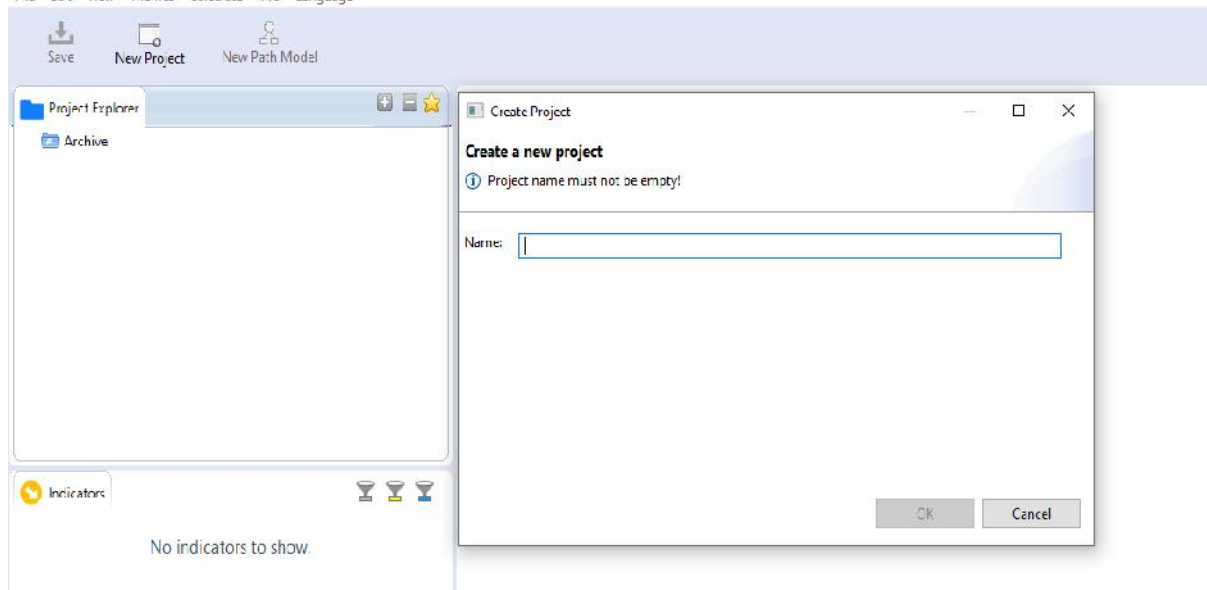 Save
New Project
New Path Model
Project Explorer
Archive
Create Project
Create a new project
Project name must not be empty!
Name:
Indicators
No indicators to show.
OK
Cancel